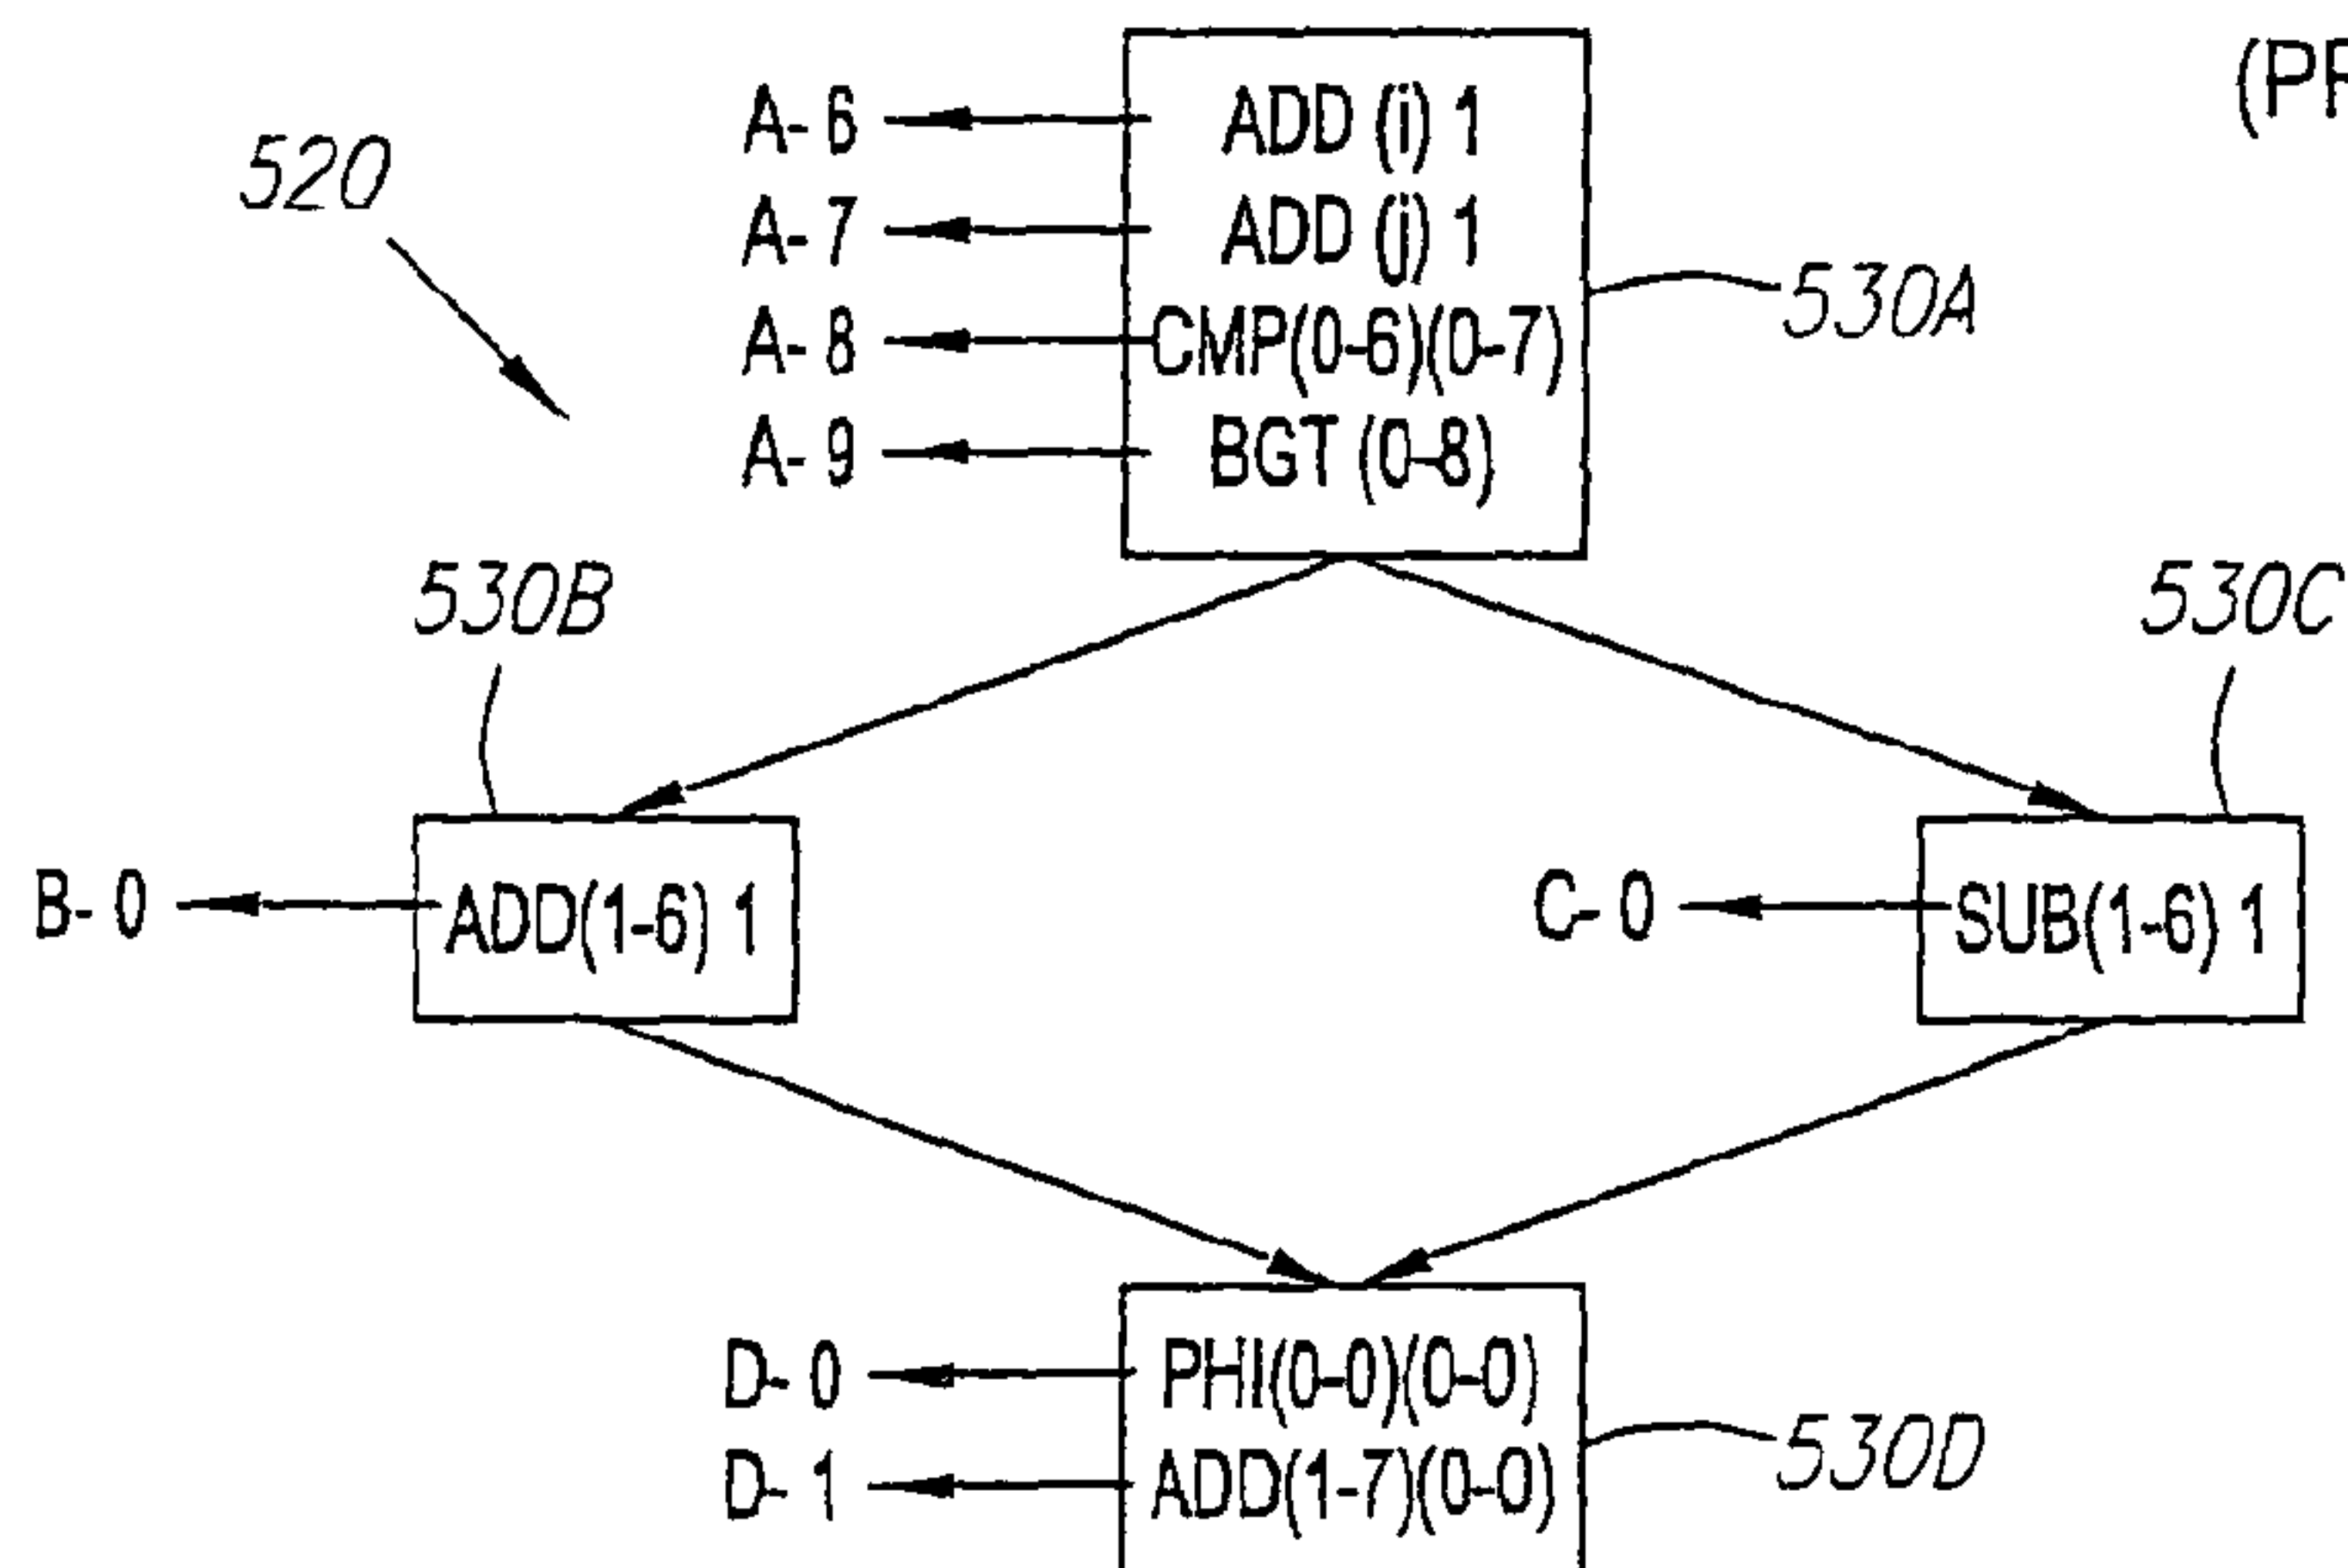 (PR
520
A-6 ADD (i) 1
A-7 ADD (j) 1
A-8 CMP(0-6)(0-7)
A-9 BGT (0-8)
530A
530B
530C
B-0 ADD(1-6) 1
C-0 SUB(1-6) 1
D-0 PHI(0-0)(0-0)
D-1 ADD(1-7)(0-0)
530D